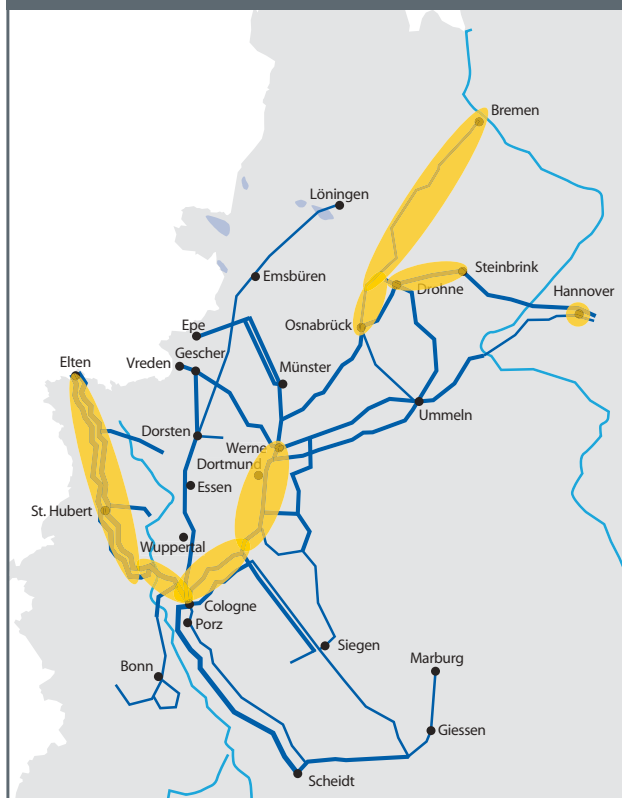 Bremen
Löningen
Steinbrink
Emsbüren
Drohne
Hannover
Osnabrück
Epe
Gescher
Elten
Vreden
Münster
Ummeln
Dorsten
Werne
Dortmund
Essen
St. Hubert
Wuppertal
Cologne
Porz
Siegen
Marburg
Bonn
Giessen
Scheidt